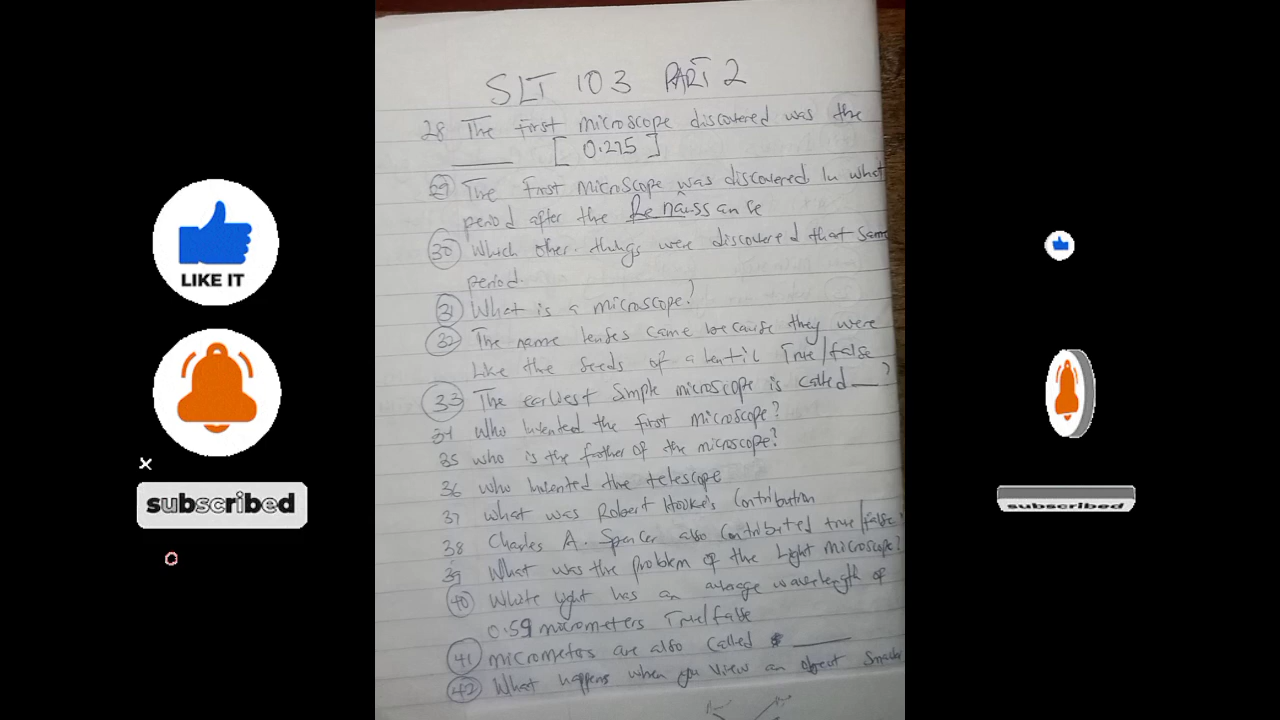 LIKE IT
subscribed
SLT 103 PART 2
28 The first microscope discovered was the
____ [ 0.275 ]
29 The first microscope was discovered in what
period after the Renaussanse
30 Which other things were discovered that same
period.
31 What is a microscope?
32 The name lenses came because they were
like the seeds of a lentil True/false
33 The earliest simple microscope is called ___?
34 Who invented the first microscope?
35 who is the father of the microscope?
36 who invented the telescope
37 what was Robert Hooke's contribution
38 Charles A. Spencer also contributed true/false?
39 What was the problem of the Light microscope?
40 White light has an average wavelength of
0.59 micrometers True/false
41 micrometers are also called ____
42 What happens when you view an object
subscribed